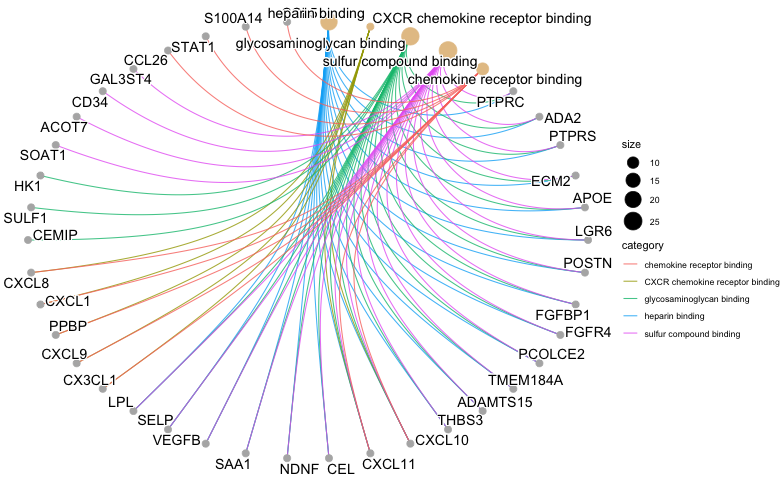 heparin binding
S100A14
CXCR chemokine receptor binding
STAT1
glycosaminoglycan binding
CCL26
sulfur compound binding
GAL3ST4
chemokine receptor binding
CD34
PTPRC
ACOT7
ADA2
SOAT1
PTPRS
HK1
ECM2
SULF1
APOE
CEMIP
LGR6
CXCL8
POSTN
CXCL1
FGFBP1
PPBP
FGFR4
CXCL9
PCOLCE2
CX3CL1
TMEM184A
LPL
ADAMTS15
SELP
THBS3
VEGFB
CXCL10
SAA1
NDNF
CEL
CXCL11
size
10
15
20
25
category
chemokine receptor binding
CXCR chemokine receptor binding
glycosaminoglycan binding
heparin binding
sulfur compound binding